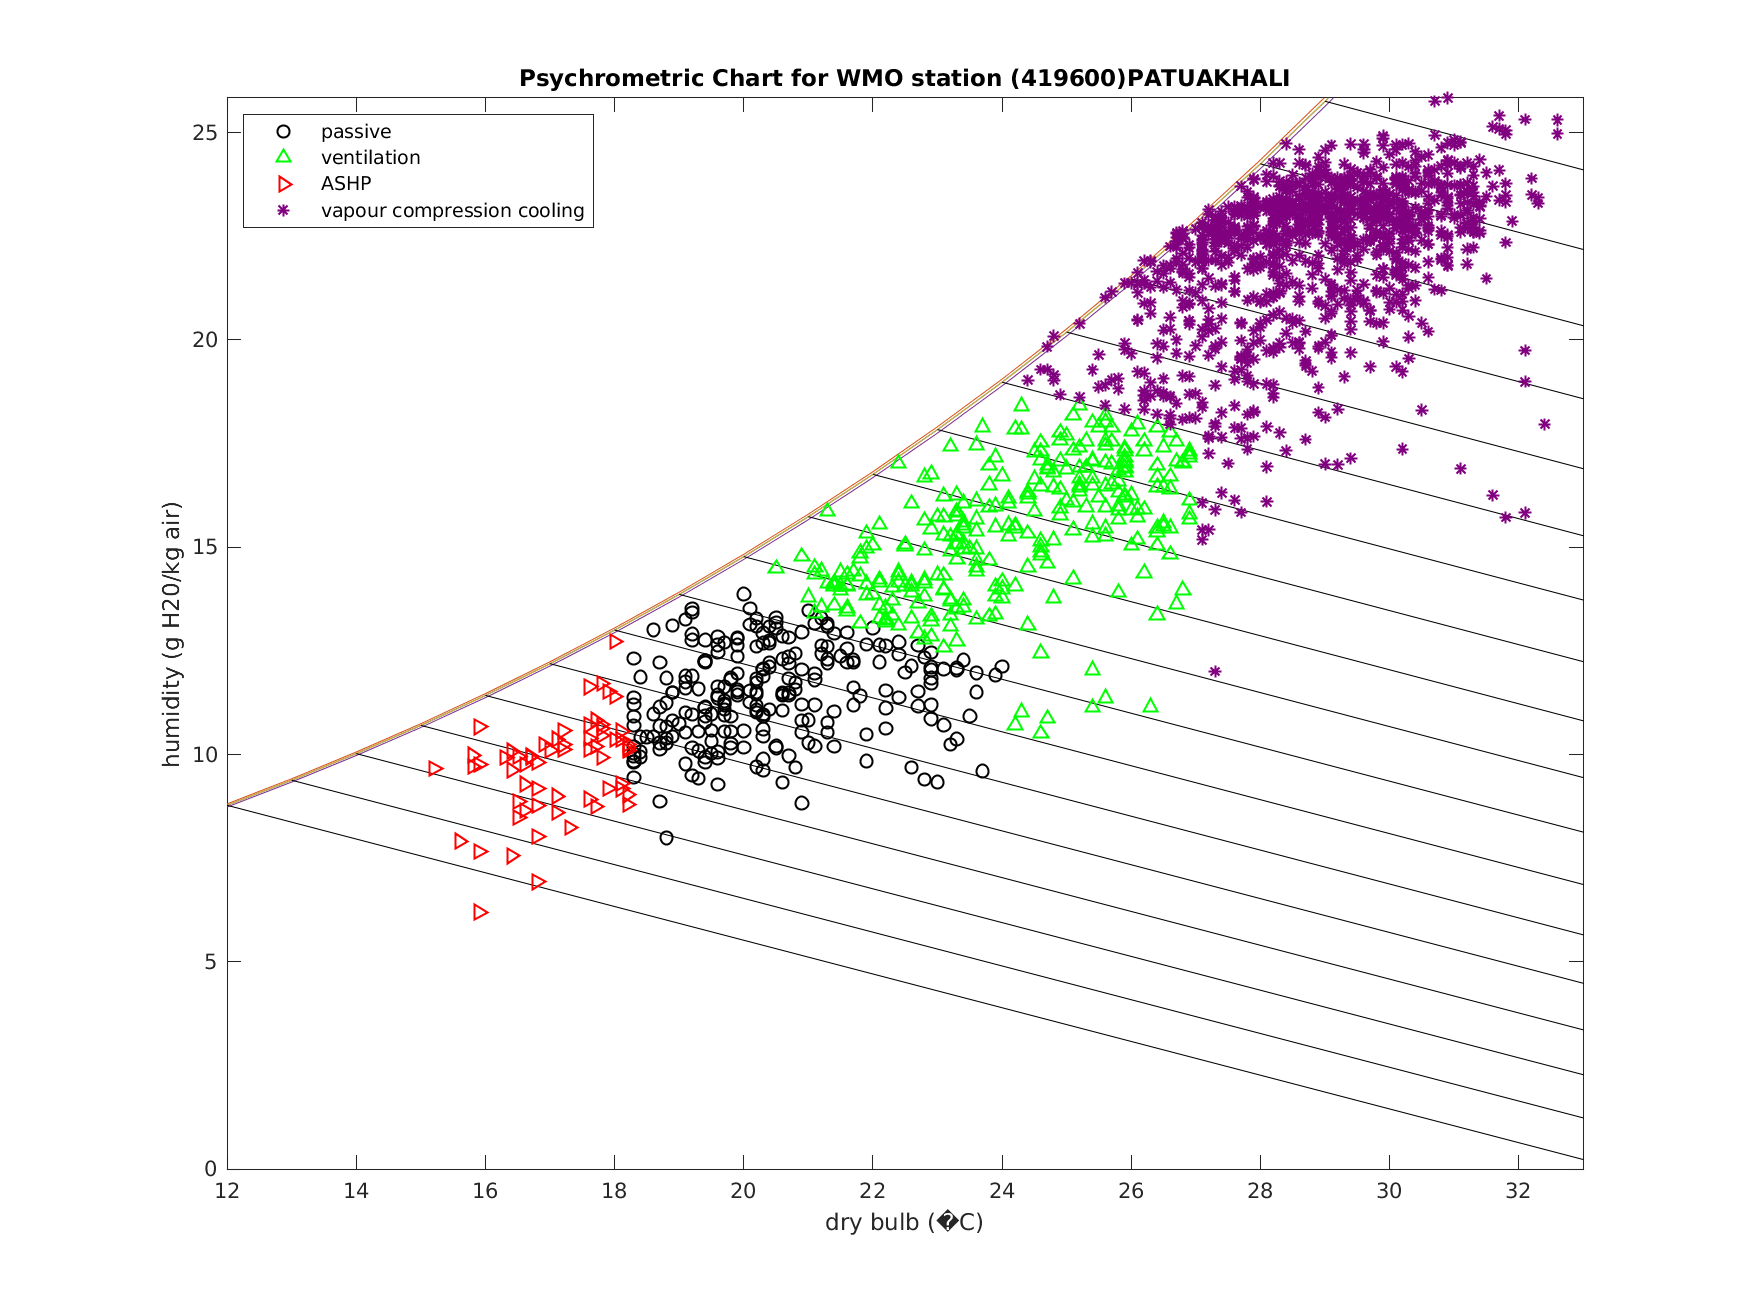 Psychrometric Chart for WMO station (419600)PATUAKHALI
passive
ventilation
ASHP
vapour compression cooling
humidity (g H20/kg air)
25
20
15
10
5
0
12 14 16 18 20 22 24 26 28 30 32
dry bulb (�C)